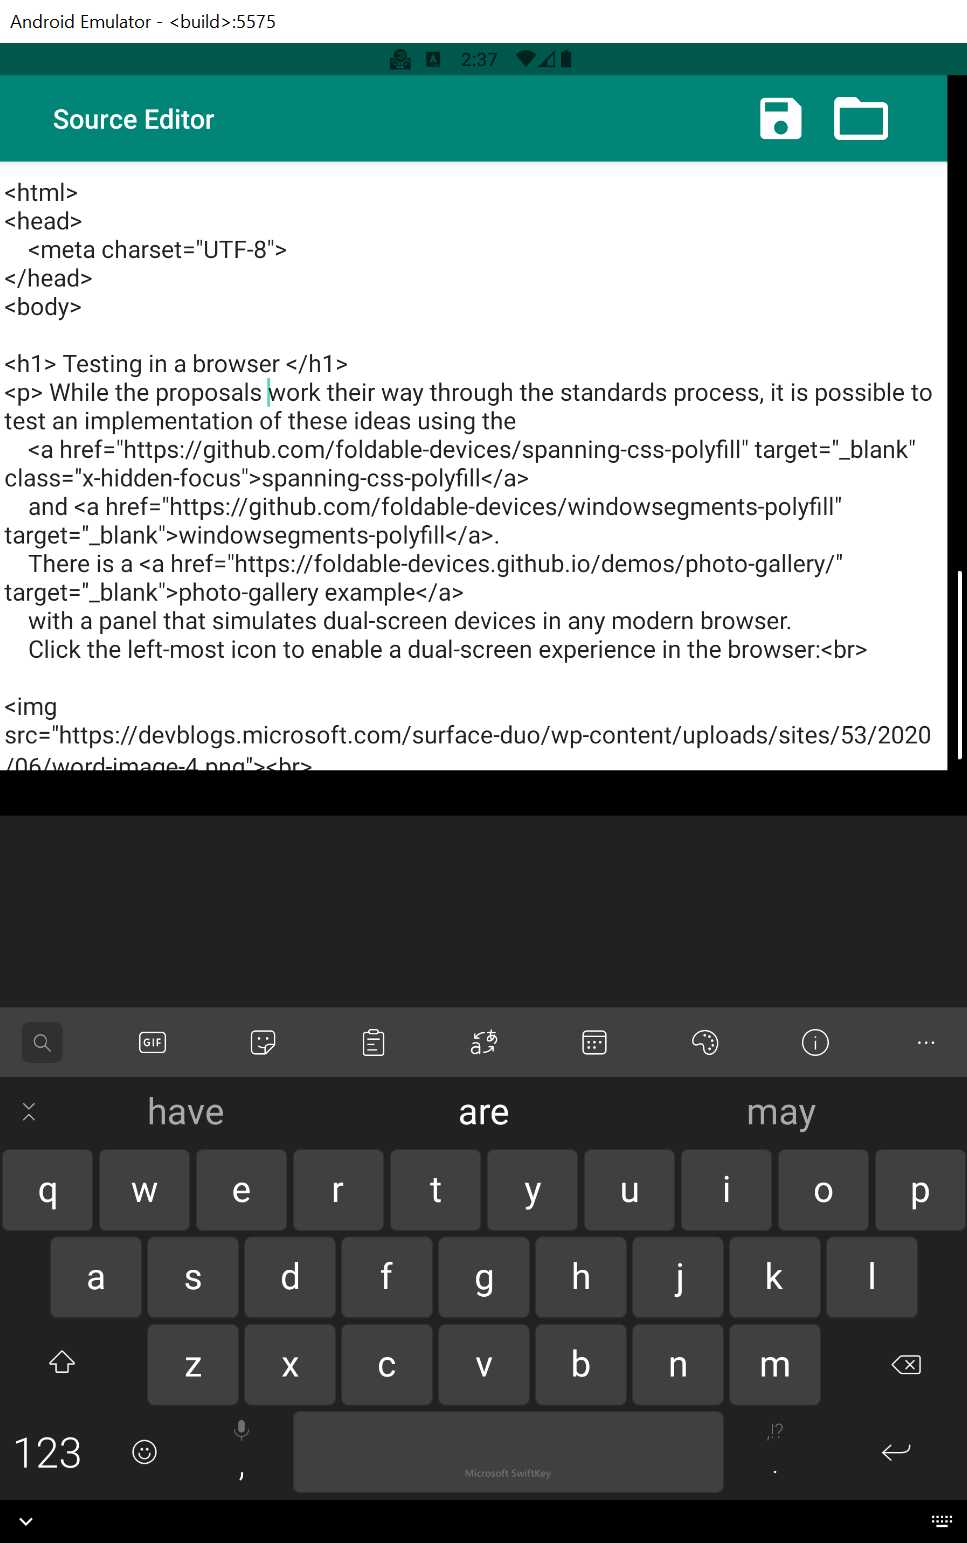 Android Emulator - <build>:5575
2:37
Source Editor
<html>
<head>
    <meta charset="UTF-8">
</head>
<body>
<h1> Testing in a browser </h1>
<p> While the proposals work their way through the standards process, it is possible to
test an implementation of these ideas using the
    <a href="https://github.com/foldable-devices/spanning-css-polyfill" target="_blank"
class="x-hidden-focus">spanning-css-polyfill</a>
    and <a href="https://github.com/foldable-devices/windowsegments-polyfill"
target="_blank">windowsegments-polyfill</a>.
    There is a <a href="https://foldable-devices.github.io/demos/photo-gallery/"
target="_blank">photo-gallery example</a>
    with a panel that simulates dual-screen devices in any modern browser.
    Click the left-most icon to enable a dual-screen experience in the browser:<br>
<img
src="https://devblogs.microsoft.com/surface-duo/wp-content/uploads/sites/53/2020
/06/word-image-4.png"><br>
GIF
aあ
have are may
q w e r t y u i o p
a s d f g h j k l
z x c v b n m
,!?
123 , Microsoft SwiftKey .